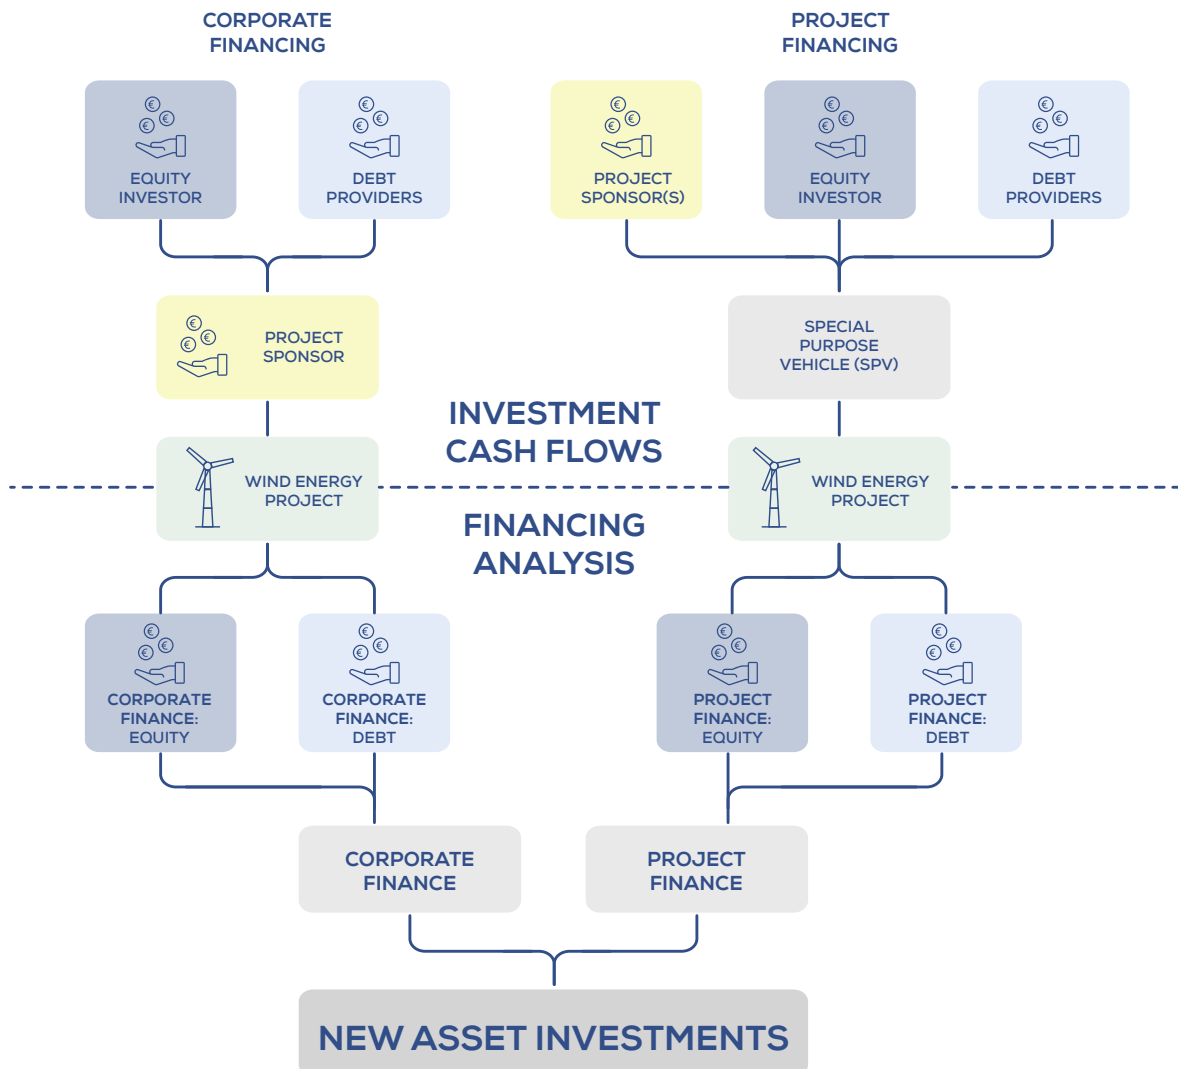 CORPORATE
FINANCING
PROJECT
FINANCING
EQUITY
INVESTOR
DEBT
PROVIDERS
PROJECT
SPONSOR(S)
EQUITY
INVESTOR
DEBT
PROVIDERS
PROJECT
SPONSOR
SPECIAL
PURPOSE
VEHICLE (SPV)
INVESTMENT
CASH FLOWS
WIND ENERGY
PROJECT
WIND ENERGY
PROJECT
FINANCING
ANALYSIS
CORPORATE
FINANCE:
EQUITY
CORPORATE
FINANCE:
DEBT
PROJECT
FINANCE:
EQUITY
PROJECT
FINANCE:
DEBT
CORPORATE
FINANCE
PROJECT
FINANCE
NEW ASSET INVESTMENTS